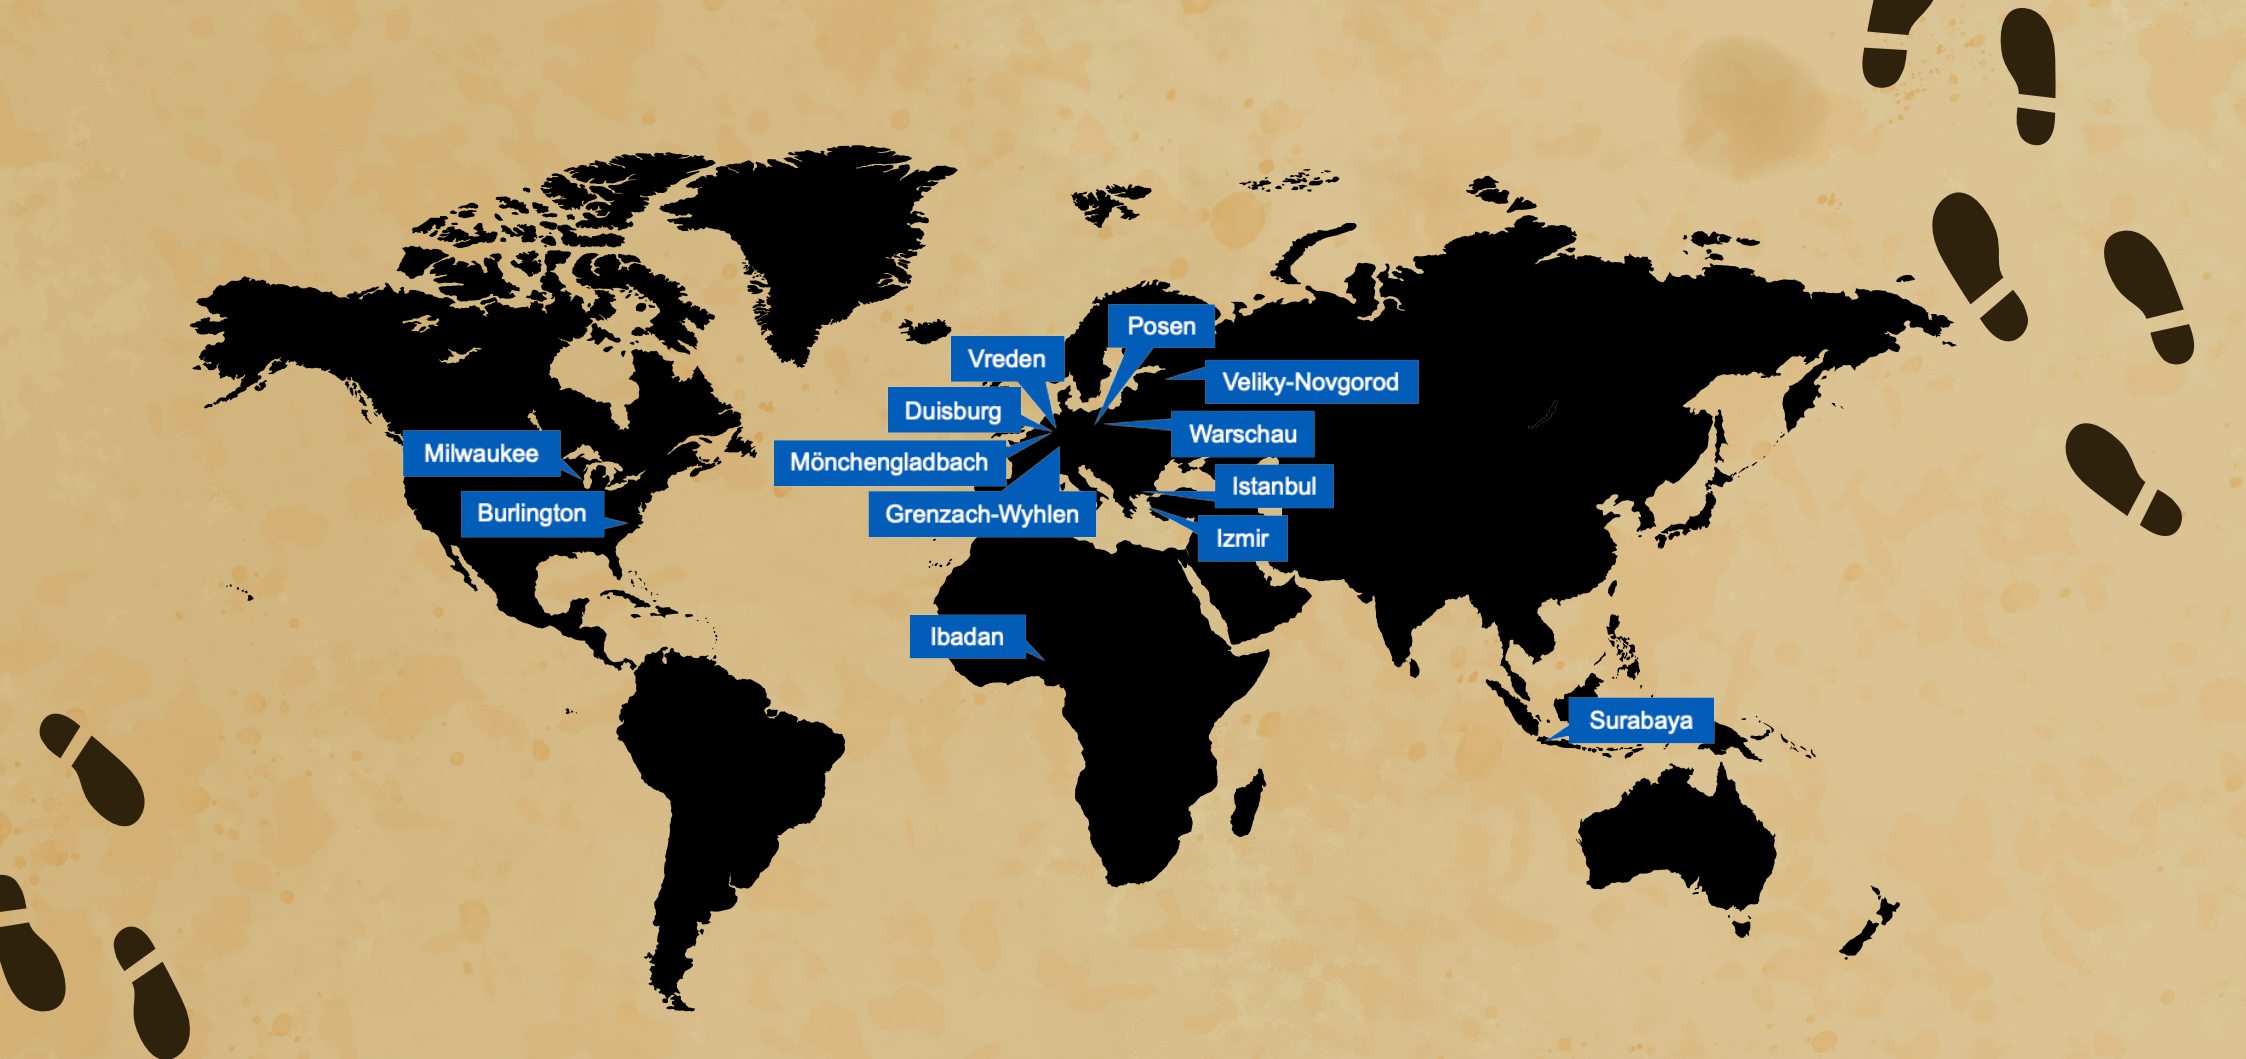 Posen
Vreden
Veliky-Novgorod
Duisburg
Warschau
Milwaukee
Mönchengladbach
Istanbul
Burlington
Grenzach-Wyhlen
Izmir
Ibadan
Surabaya